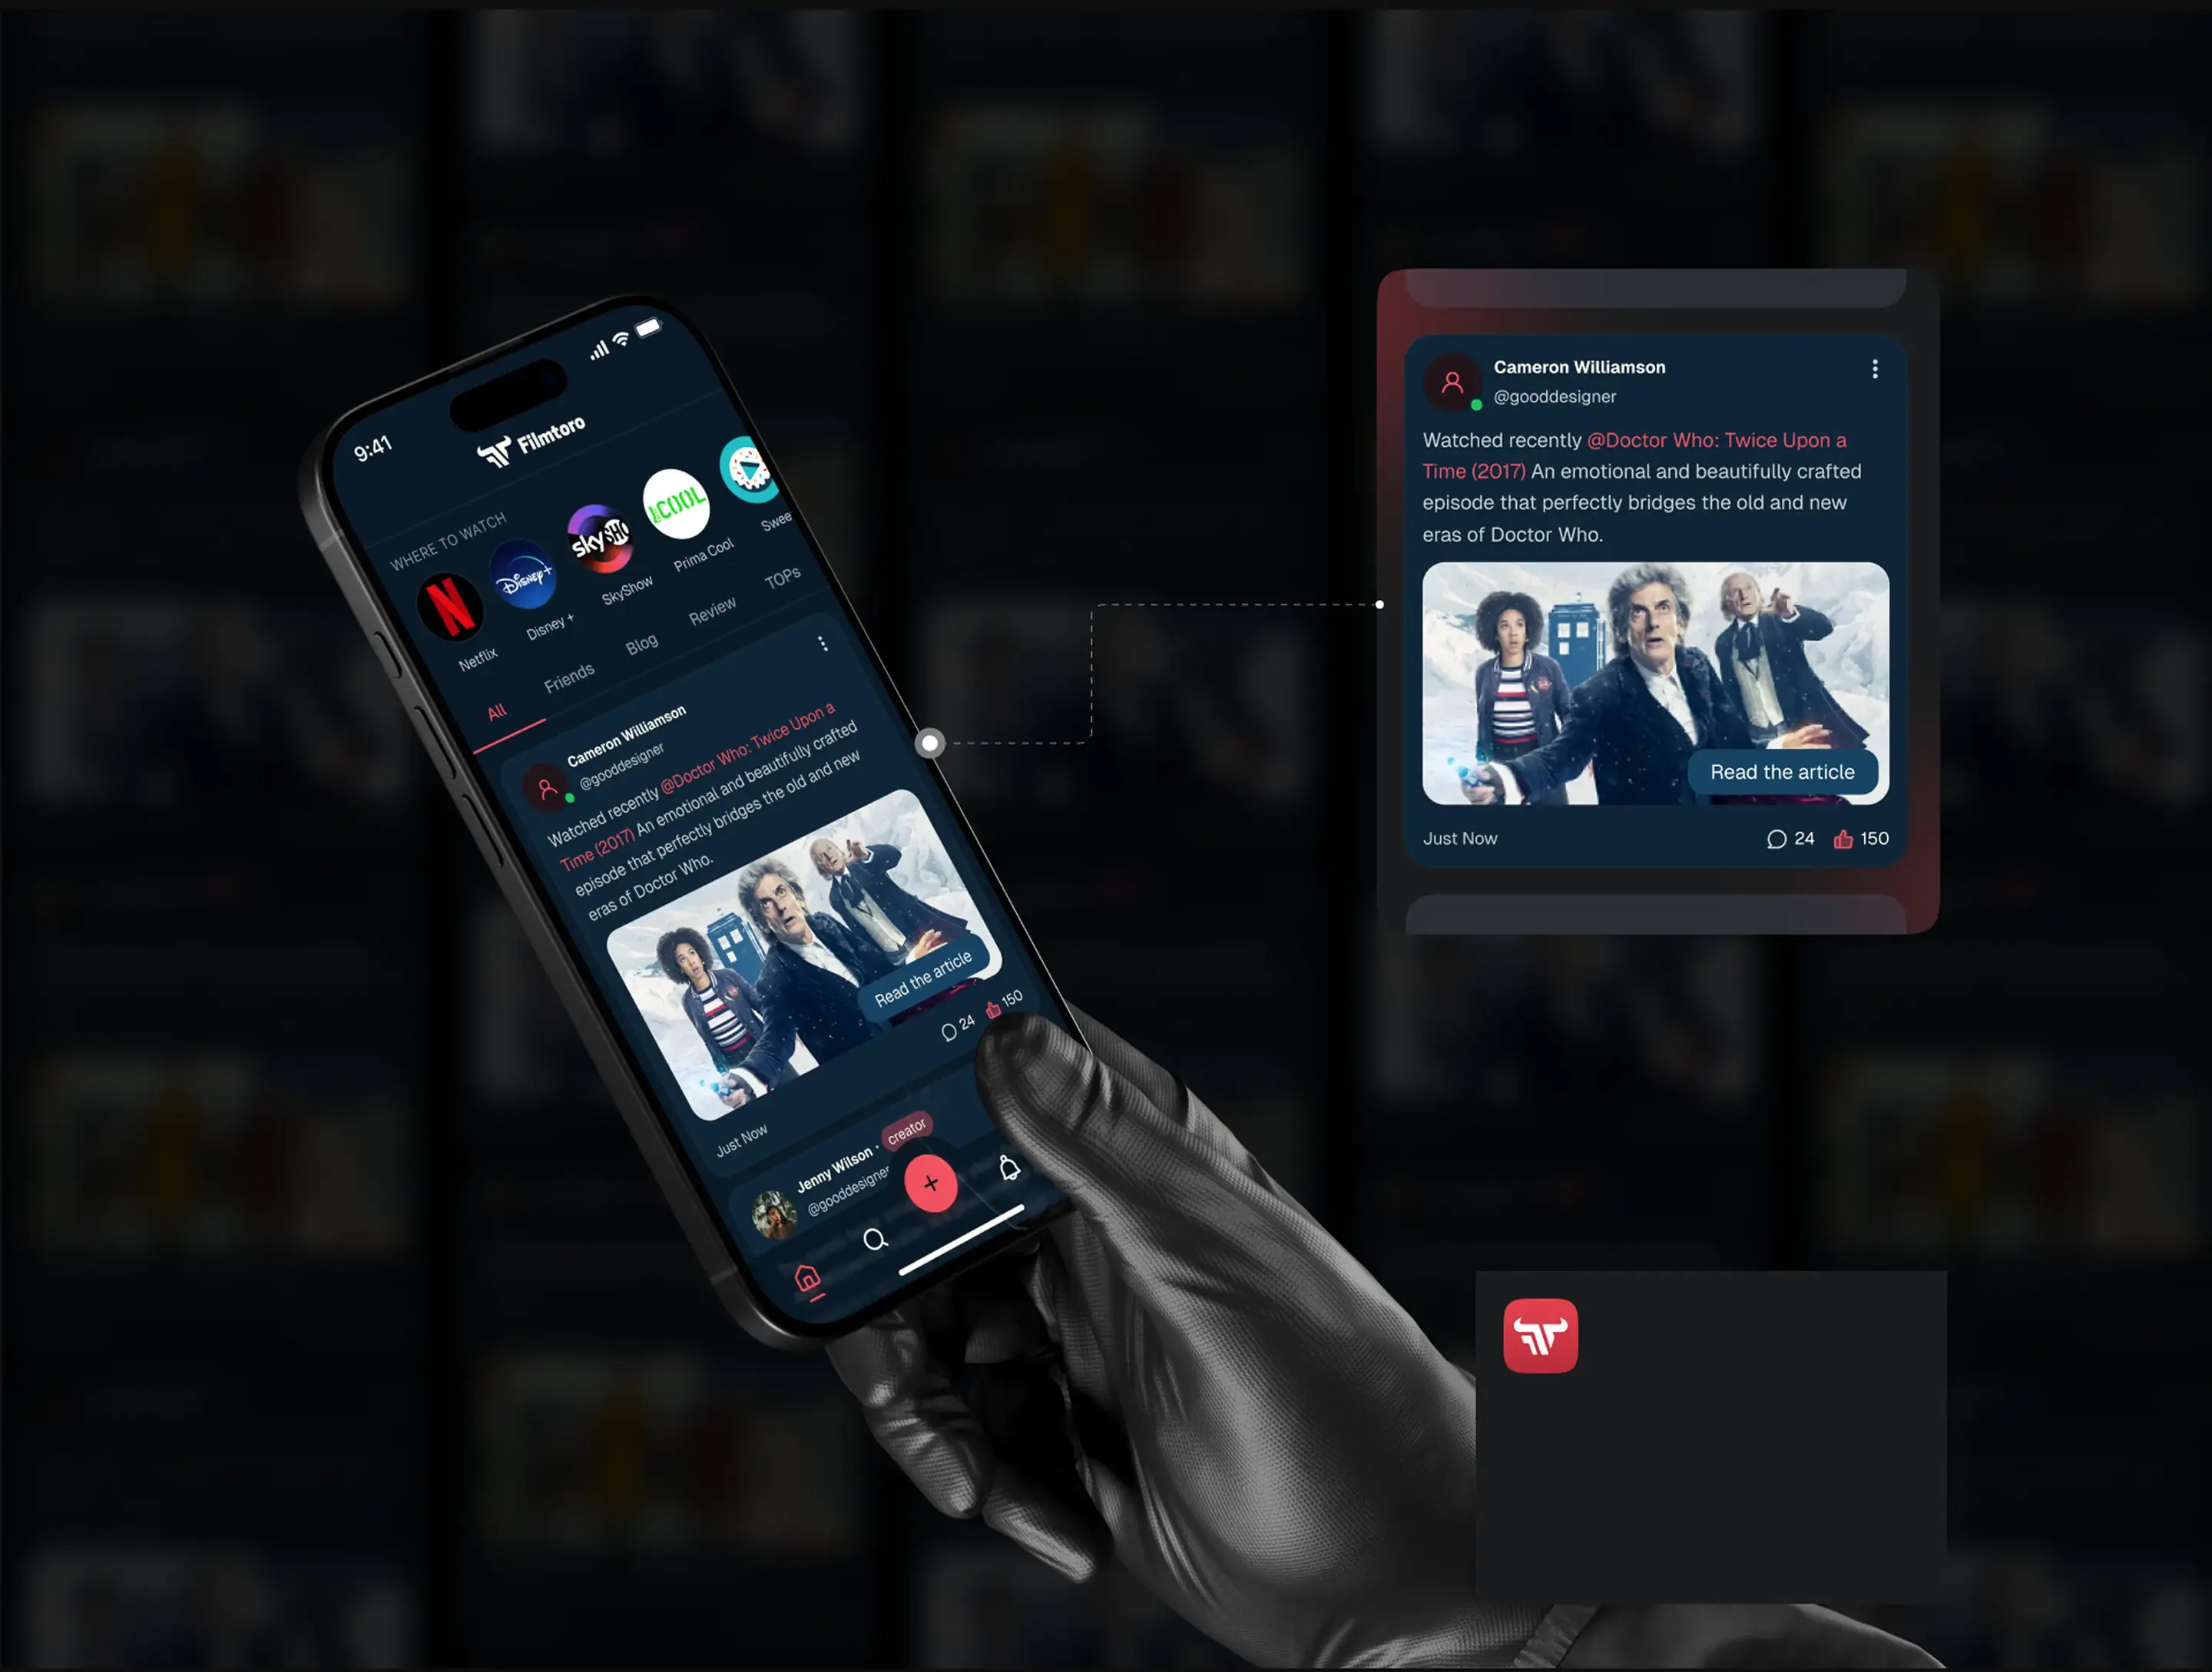 9:41
Filmtoro
WHERE TO WATCH
Netflix
Disney+
Disney +
sky SHO
SkyShow
COOL
Prima Cool
Swee
All
Friends
Blog
Review
TOPs
Cameron Williamson
@gooddesigner
Watched recently @Doctor Who: Twice Upon a
Time (2017) An emotional and beautifully crafted
episode that perfectly bridges the old and new
eras of Doctor Who.
Read the article
Just Now
24
150
Jenny Wilson · creator
@gooddesigner
Cameron Williamson
@gooddesigner
Watched recently @Doctor Who: Twice Upon a
Time (2017) An emotional and beautifully crafted
episode that perfectly bridges the old and new
eras of Doctor Who.
Read the article
Just Now
24
150